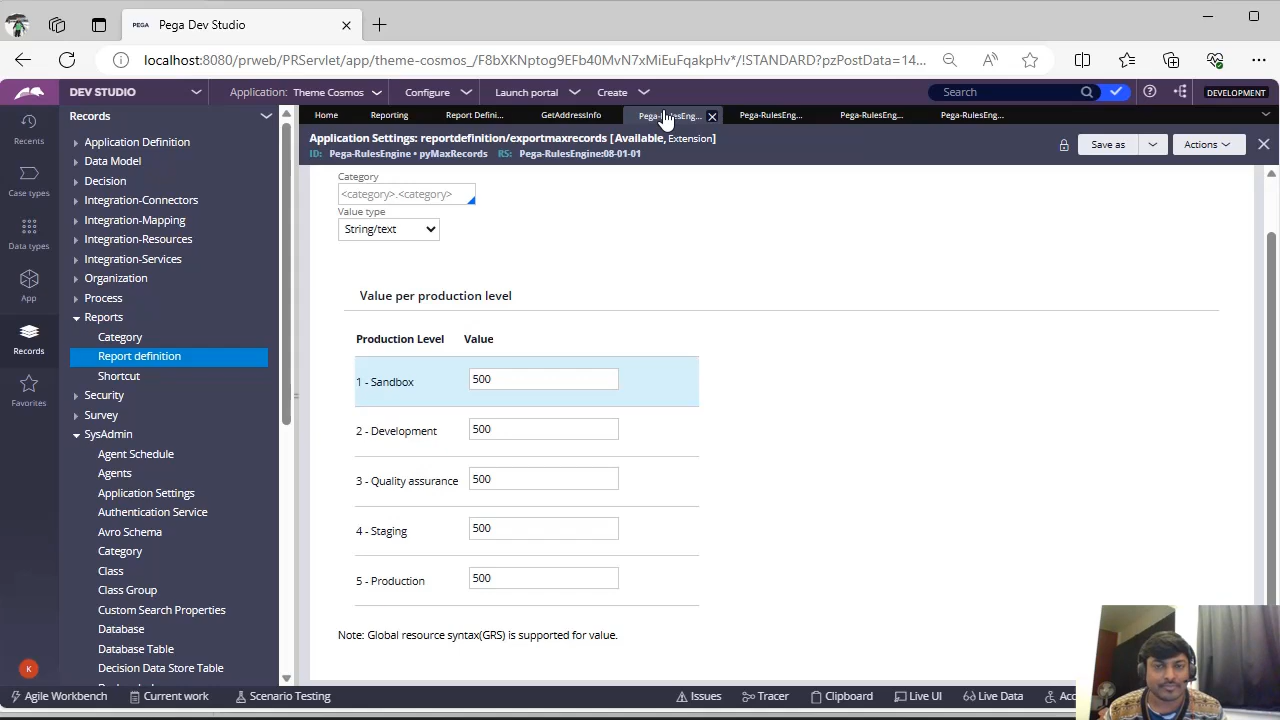 PEGA Pega Dev Studio
localhost:8080/prweb/PRServlet/app/theme-cosmos_/F8bXKNptog9EFb40MvN7xMiEuFqakpHv*/!STANDARD?pzPostData=14...
DEV STUDIO
Application: Theme Cosmos
Configure
Launch portal
Create
Search
DEVELOPMENT
Recents
Case types
Data types
App
Records
Favorites
K
Records
Application Definition
Data Model
Decision
Integration-Connectors
Integration-Mapping
Integration-Resources
Integration-Services
Organization
Process
Reports
Category
Report definition
Shortcut
Security
Survey
SysAdmin
Agent Schedule
Agents
Application Settings
Authentication Service
Avro Schema
Category
Class
Class Group
Custom Search Properties
Database
Database Table
Decision Data Store Table
Home
Reporting
Report Defini...
GetAddressInfo
Pega-RulesEng...
Pega-RulesEng...
Pega-RulesEng...
Pega-RulesEng...
Application Settings: reportdefinition/exportmaxrecords [Available, Extension]
ID: Pega-RulesEngine • pyMaxRecords RS: Pega-RulesEngine:08-01-01
Save as
Actions
Category
<category>.<category>
Value type
String/text
Value per production level
Production Level Value
1 - Sandbox 500
2 - Development 500
3 - Quality assurance 500
4 - Staging 500
5 - Production 500
Note: Global resource syntax(GRS) is supported for value.
Agile Workbench
Current work
Scenario Testing
Issues
Tracer
Clipboard
Live UI
Live Data